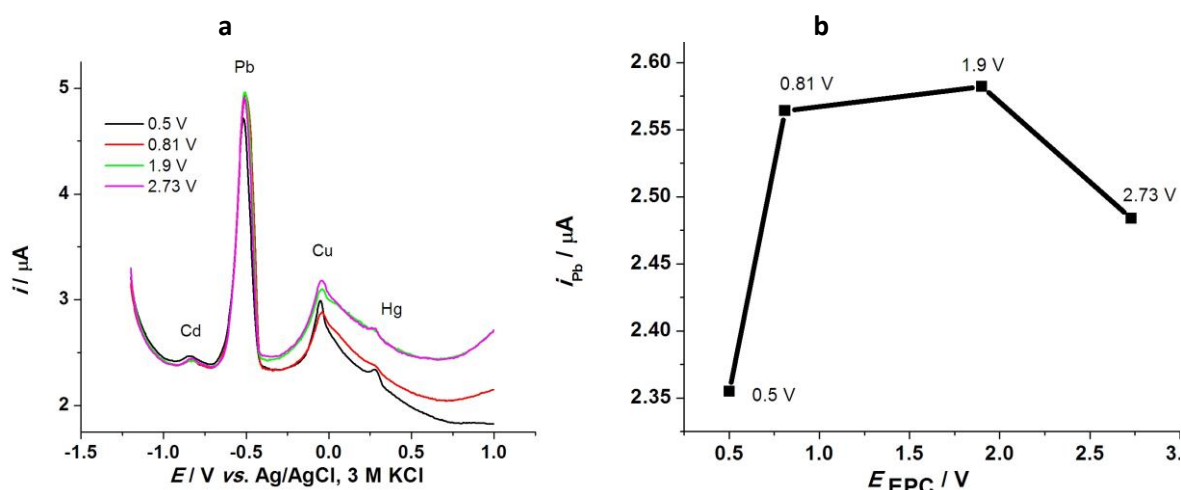 a
Pb
0.5 V
0.81 V
1.9 V
2.73 V
Cu
Hg
Cd
5
4
3
2
i / μA
-1.5 -1.0 -0.5 0.0 0.5 1.0
E / V vs. Ag/AgCl, 3 M KCl
b
2.60
2.55
2.50
2.45
2.40
2.35
iPb / μA
1.9 V
0.81 V
2.73 V
0.5 V
0.5 1.0 1.5 2.0 2.5 3.
E EPC / V